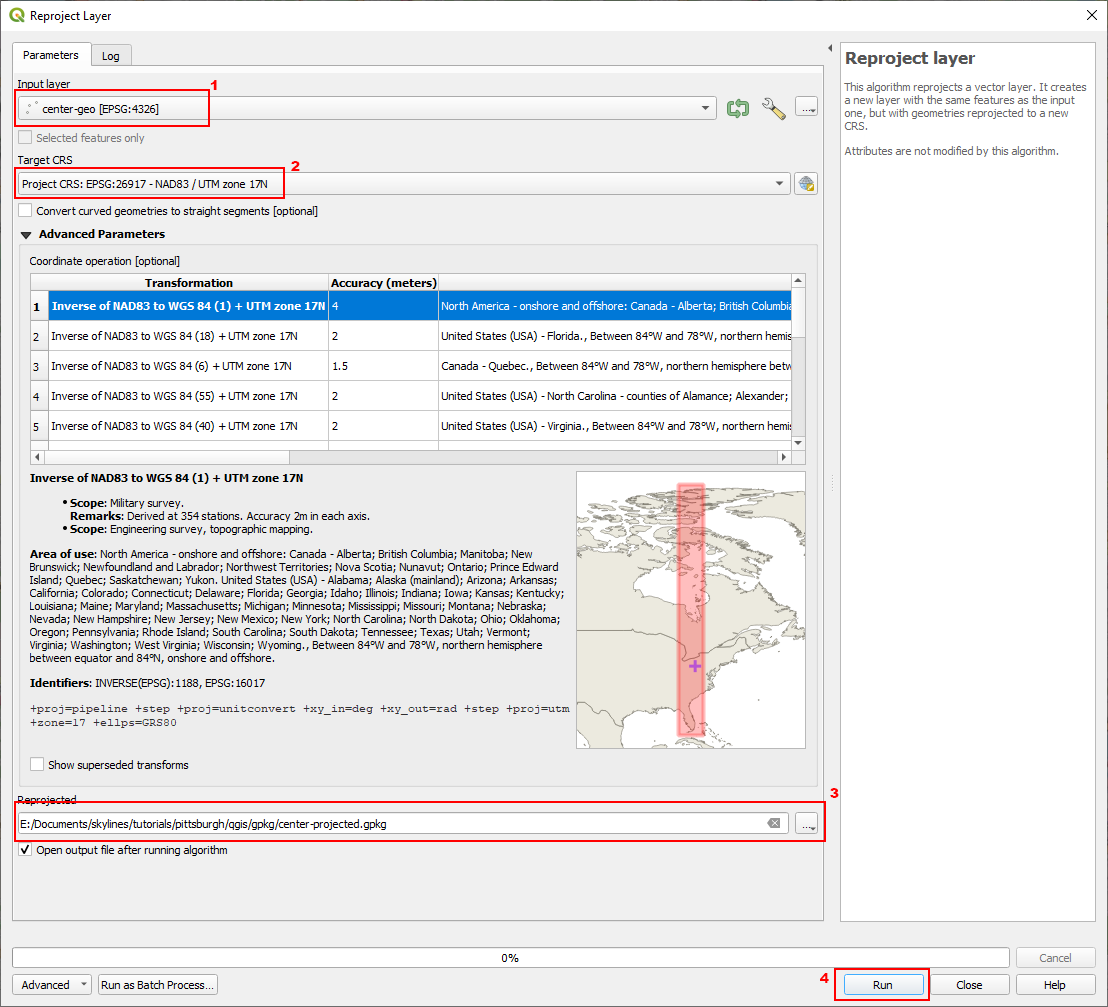 Reproject Layer
Parameters
Log
Input layer
1
center-geo [EPSG:4326]
Selected features only
Target CRS
2
Project CRS: EPSG:26917 - NAD83 / UTM zone 17N
Convert curved geometries to straight segments [optional]
Advanced Parameters
Coordinate operation [optional]
Transformation Accuracy (meters)
1 Inverse of NAD83 to WGS 84 (1) + UTM zone 17N 4 North America - onshore and offshore: Canada - Alberta; British Columbia
2 Inverse of NAD83 to WGS 84 (18) + UTM zone 17N 2 United States (USA) - Florida., Between 84°W and 78°W, northern hemis
3 Inverse of NAD83 to WGS 84 (6) + UTM zone 17N 1.5 Canada - Quebec., Between 84°W and 78°W, northern hemisphere betw
4 Inverse of NAD83 to WGS 84 (55) + UTM zone 17N 2 United States (USA) - North Carolina - counties of Alamance; Alexander;
5 Inverse of NAD83 to WGS 84 (40) + UTM zone 17N 2 United States (USA) - Virginia., Between 84°W and 78°W, northern hemis
Inverse of NAD83 to WGS 84 (1) + UTM zone 17N
• Scope: Military survey.
Remarks: Derived at 354 stations. Accuracy 2m in each axis.
• Scope: Engineering survey, topographic mapping.
Area of use: North America - onshore and offshore: Canada - Alberta; British Columbia; Manitoba; New
Brunswick; Newfoundland and Labrador; Northwest Territories; Nova Scotia; Nunavut; Ontario; Prince Edward
Island; Quebec; Saskatchewan; Yukon. United States (USA) - Alabama; Alaska (mainland); Arizona; Arkansas;
California; Colorado; Connecticut; Delaware; Florida; Georgia; Idaho; Illinois; Indiana; Iowa; Kansas; Kentucky;
Louisiana; Maine; Maryland; Massachusetts; Michigan; Minnesota; Mississippi; Missouri; Montana; Nebraska;
Nevada; New Hampshire; New Jersey; New Mexico; New York; North Carolina; North Dakota; Ohio; Oklahoma;
Oregon; Pennsylvania; Rhode Island; South Carolina; South Dakota; Tennessee; Texas; Utah; Vermont;
Virginia; Washington; West Virginia; Wisconsin; Wyoming., Between 84°W and 78°W, northern hemisphere
between equator and 84°N, onshore and offshore.
Identifiers: INVERSE(EPSG):1188, EPSG:16017
+proj=pipeline +step +proj=unitconvert +xy_in=deg +xy_out=rad +step +proj=utm
+zone=17 +ellps=GRS80
Show superseded transforms
Reprojected
3
E:/Documents/skylines/tutorials/pittsburgh/qgis/gpkg/center-projected.gpkg
...
Open output file after running algorithm
Reproject layer
This algorithm reprojects a vector layer. It creates
a new layer with the same features as the input
one, but with geometries reprojected to a new
CRS.
Attributes are not modified by this algorithm.
0%
Cancel
Advanced
Run as Batch Process...
4
Run
Close
Help